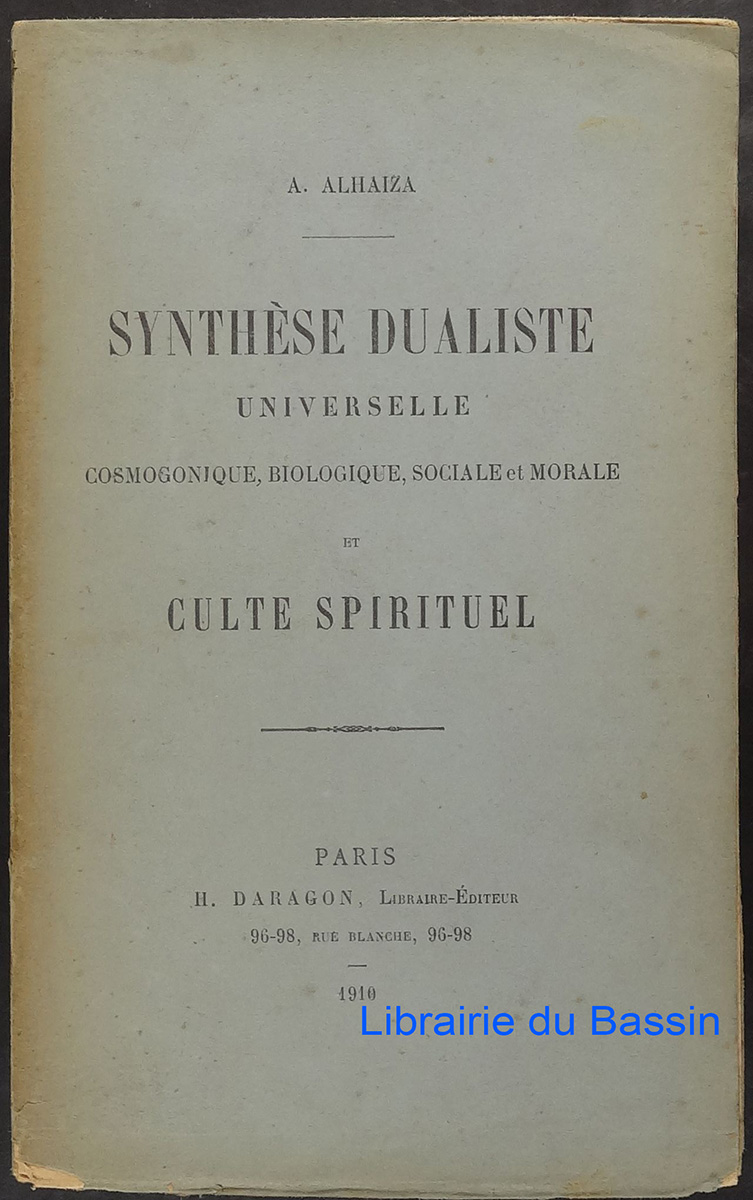 A. ALHAIZA
SYNTHÈSE DUALISTE
UNIVERSELLE
COSMOGONIQUE, BIOLOGIQUE, SOCIALE et MORALE
ET
CULTE SPIRITUEL
PARIS
H. DARAGON, LIBRAIRE-ÉDITEUR
96-98, RUE BLANCHE, 96-98
1910
Librairie du Bassin